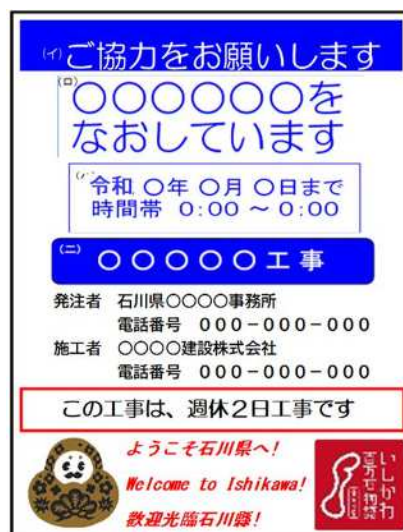 (イ)ご協力をお願いします
(ロ)
〇〇〇〇〇〇を
なおしています
(ハ)
令和 〇年 〇月 〇日まで
時間帯 0:00 ～ 0:00
(ニ)〇〇〇〇〇工事
発注者 石川県〇〇〇〇事務所
電話番号 000-000-000
施工者 〇〇〇〇建設株式会社
電話番号 000-000-000
この工事は、週休2日工事です
ようこそ石川県へ!
Welcome to Ishikawa!
歓迎光臨石川縣!
いしかわ
百万石物語